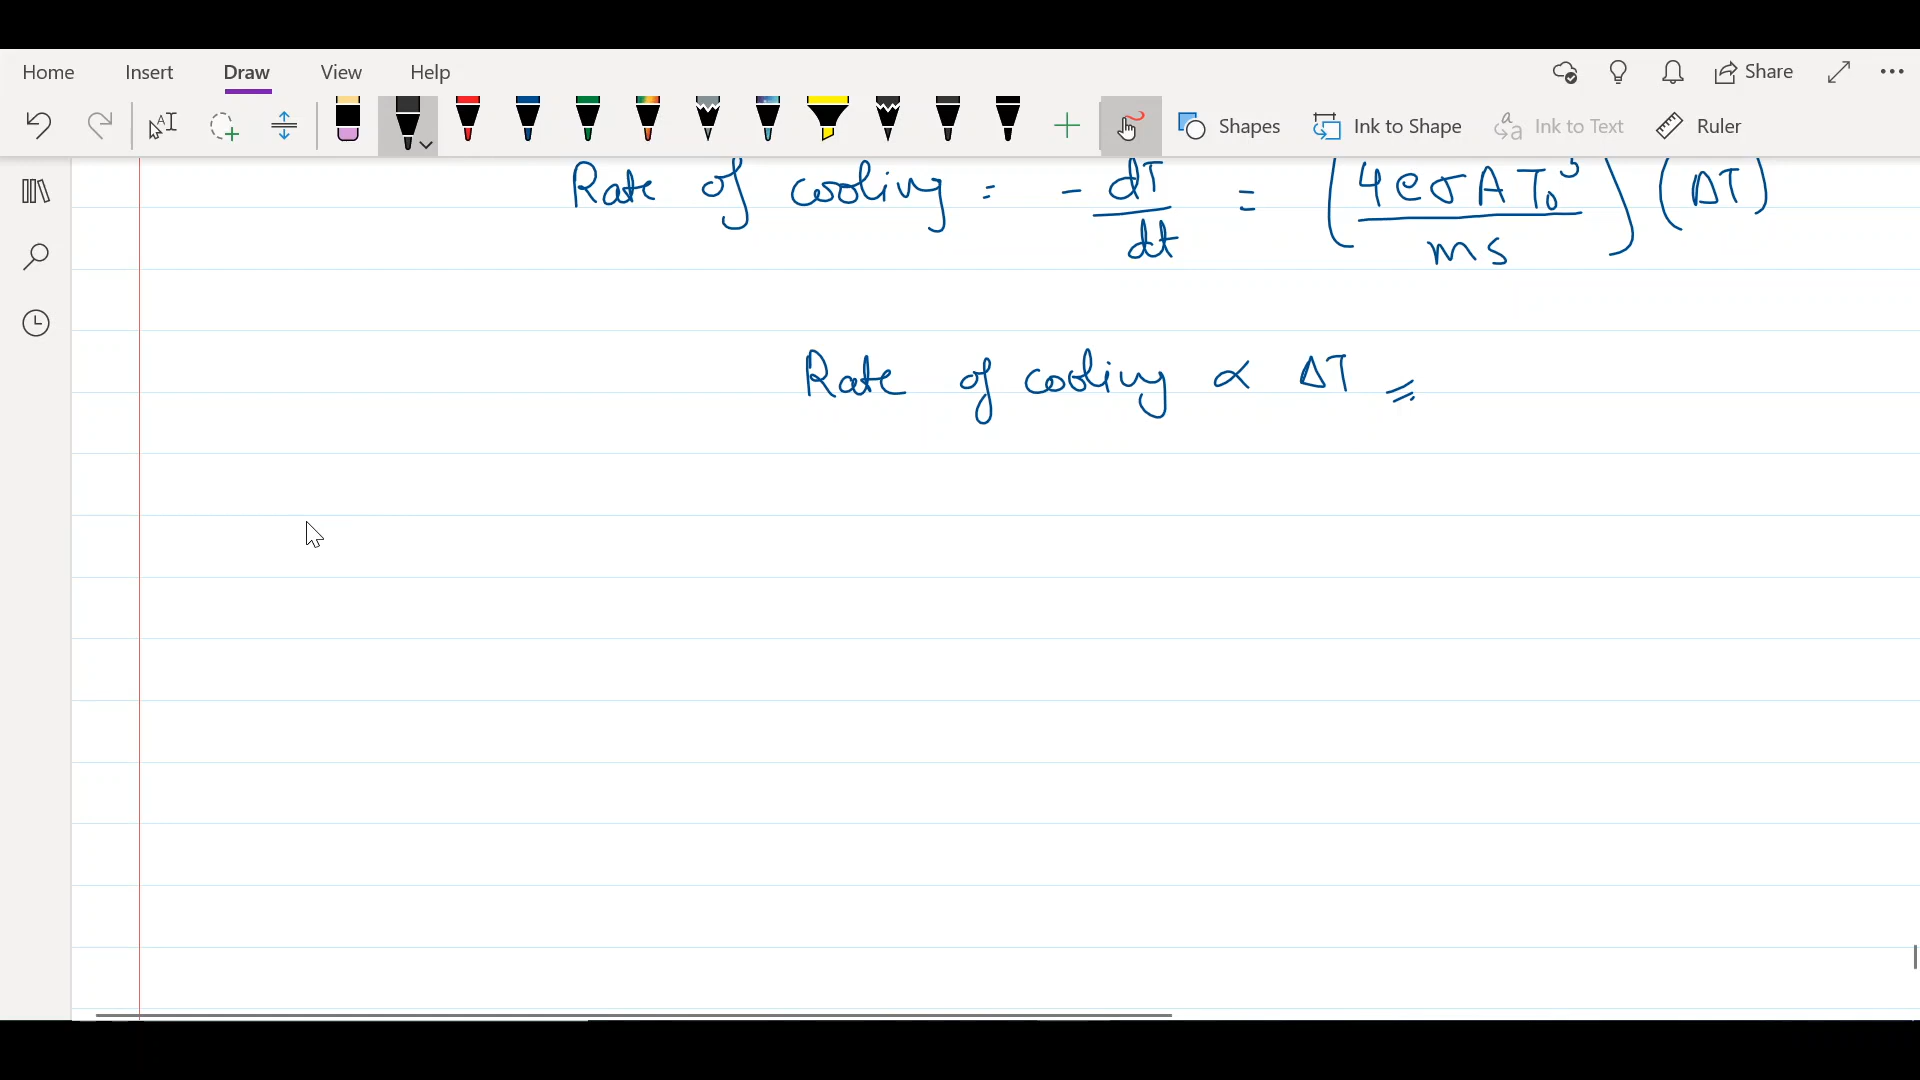 Home Insert Draw View Help Share
Shapes Ink to Shape Ink to Text Ruler
Rate of cooling = - dT/dt = (4eσAT₀³/ms) (ΔT)
Rate of cooling ∝ ΔT